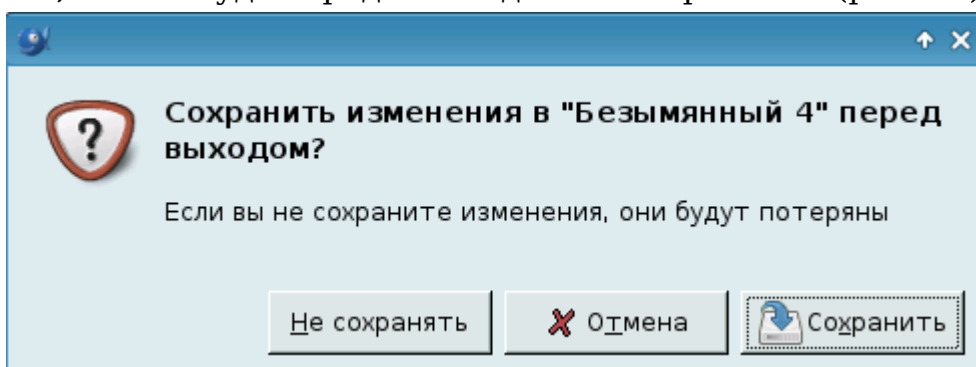 Сохранить изменения в "Безымянный 4" перед
выходом?
Если вы не сохраните изменения, они будут потеряны
Не сохранять
Отмена
Сохранить